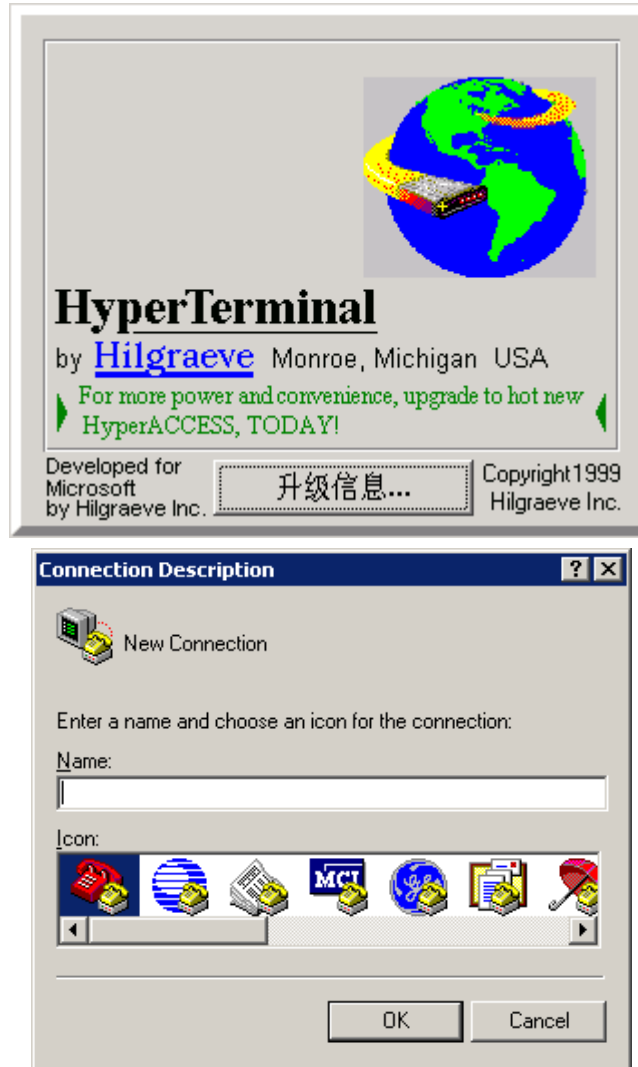 HyperTerminal
by Hilgraeve Monroe, Michigan USA
For more power and convenience, upgrade to hot new
HyperACCESS, TODAY!
Developed for
Microsoft
by Hilgraeve Inc.
升级信息...
Copyright1999
Hilgraeve Inc.
Connection Description
New Connection
Enter a name and choose an icon for the connection:
Name:
Icon:
MCI
OK
Cancel